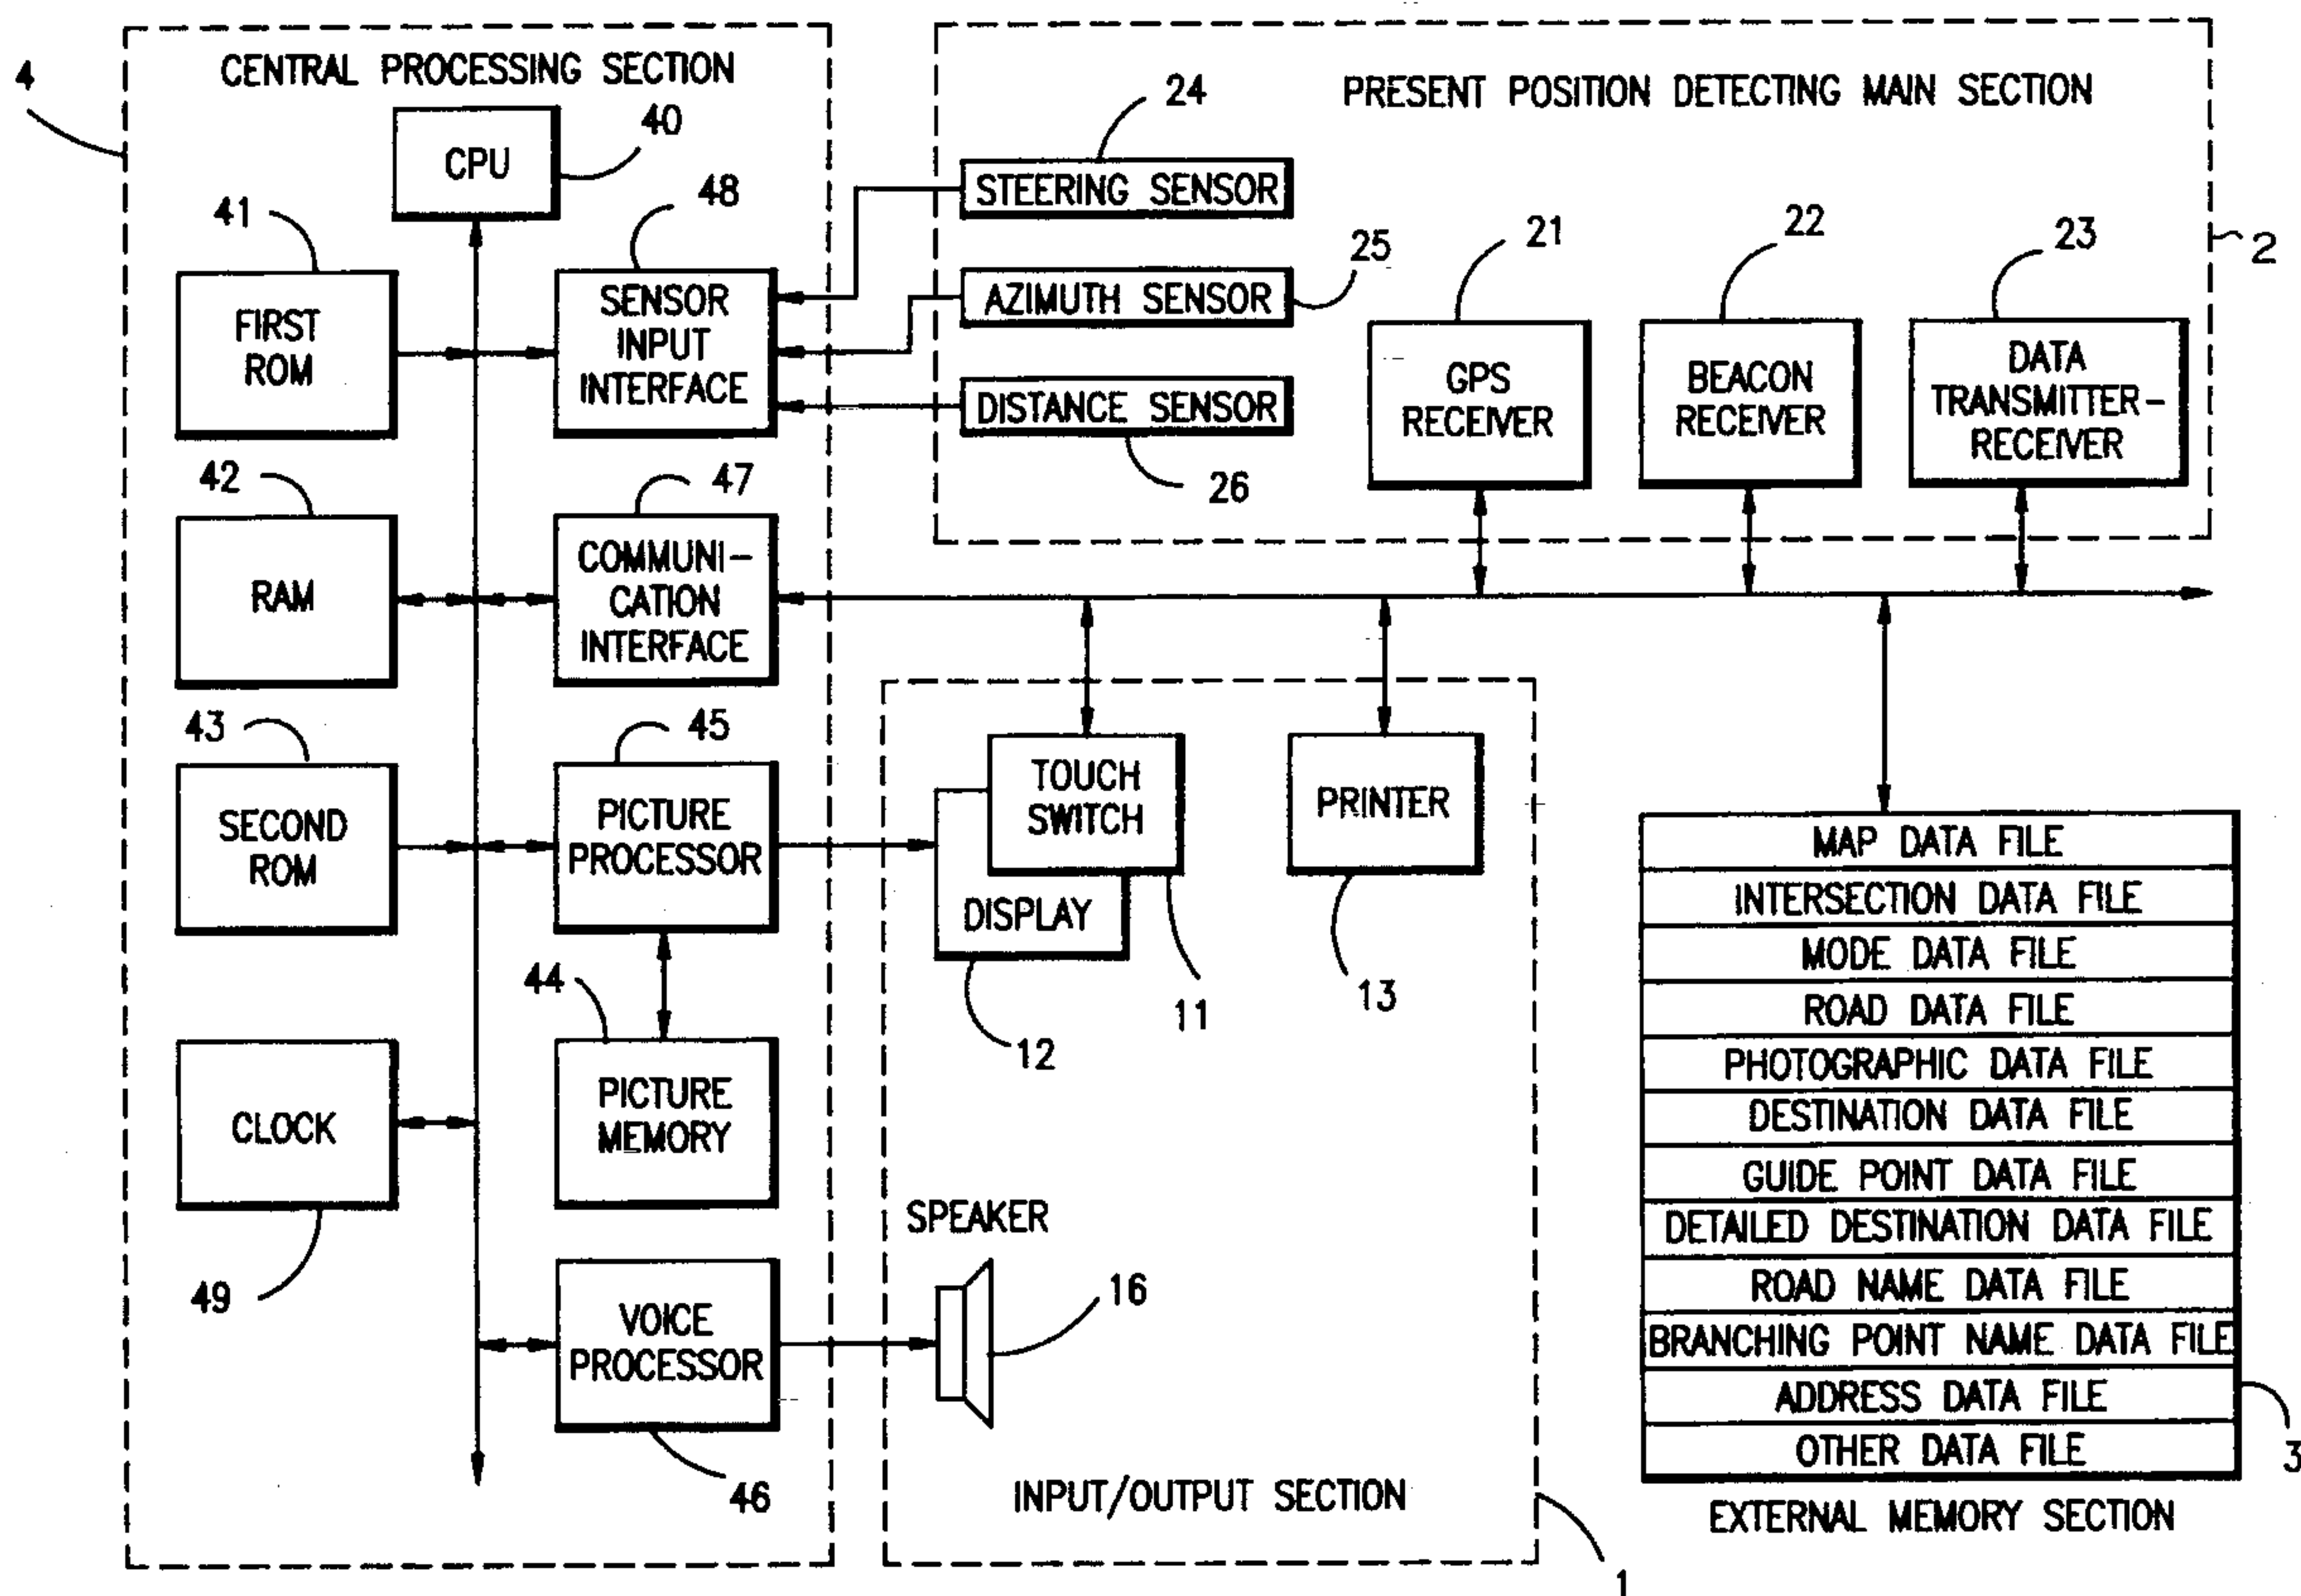 4
CENTRAL PROCESSING SECTION
CPU
40
41
FIRST
ROM
48
SENSOR
INPUT
INTERFACE
42
RAM
47
COMMUNI-
CATION
INTERFACE
43
SECOND
ROM
45
PICTURE
PROCESSOR
44
PICTURE
MEMORY
CLOCK
49
VOICE
PROCESSOR
46
PRESENT POSITION DETECTING MAIN SECTION
2
24
STEERING SENSOR
25
AZIMUTH SENSOR
DISTANCE SENSOR
26
21
GPS
RECEIVER
22
BEACON
RECEIVER
23
DATA
TRANSMITTER-
RECEIVER
TOUCH
SWITCH
11
DISPLAY
12
PRINTER
13
SPEAKER
16
INPUT/OUTPUT SECTION
1
MAP DATA FILE
INTERSECTION DATA FILE
MODE DATA FILE
ROAD DATA FILE
PHOTOGRAPHIC DATA FILE
DESTINATION DATA FILE
GUIDE POINT DATA FILE
DETAILED DESTINATION DATA FILE
ROAD NAME DATA FILE
BRANCHING POINT NAME DATA FILE
ADDRESS DATA FILE
OTHER DATA FILE
3
EXTERNAL MEMORY SECTION